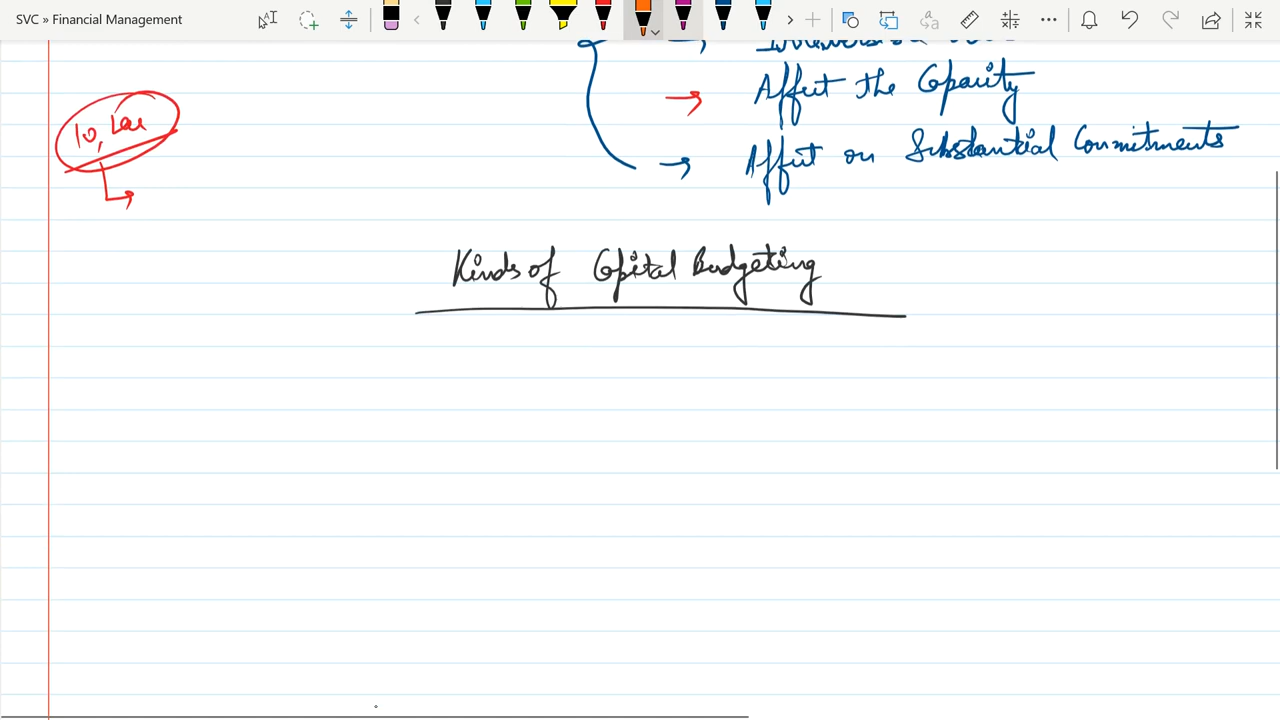 SVC » Financial Management
Affect the Capacity
10, Lac
Affect on Substantial Commitments
Kinds of Capital Budgeting